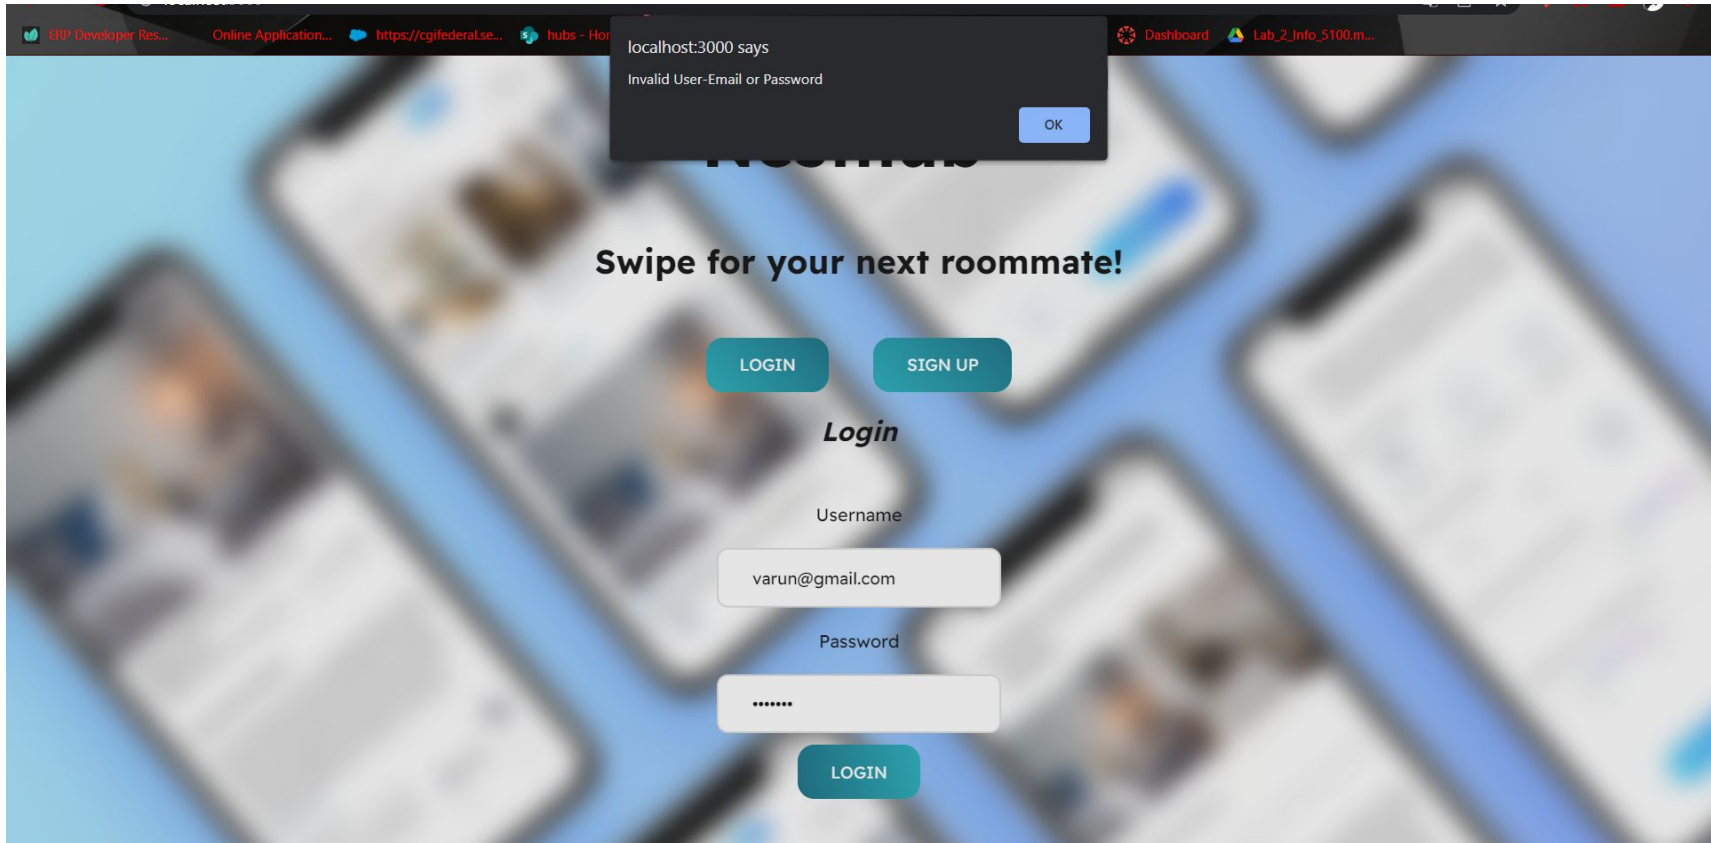 ERP Developer Res... Online Application... https://cgifederal.se... hubs - Hor Dashboard Lab_2_Info_5100.m...
localhost:3000 says
Invalid User-Email or Password
OK
Swipe for your next roommate!
LOGIN SIGN UP
Login
Username
varun@gmail.com
Password
•••••••
LOGIN